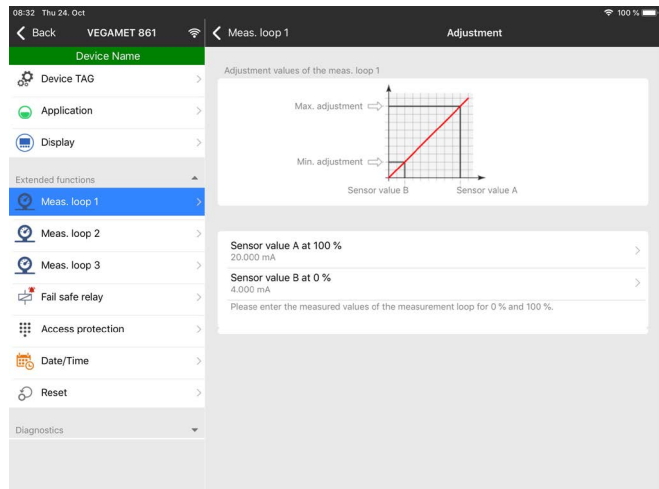 08:32 Thu 24. Oct
100 %
Back
VEGAMET 861
Meas. loop 1
Adjustment
Device Name
Device TAG
Application
Display
Extended functions
Meas. loop 1
Meas. loop 2
Meas. loop 3
Fail safe relay
Access protection
Date/Time
Reset
Diagnostics
Adjustment values of the meas. loop 1
Max. adjustment
Min. adjustment
Sensor value B
Sensor value A
Sensor value A at 100 %
20.000 mA
Sensor value B at 0 %
4.000 mA
Please enter the measured values of the measurement loop for 0 % and 100 %.